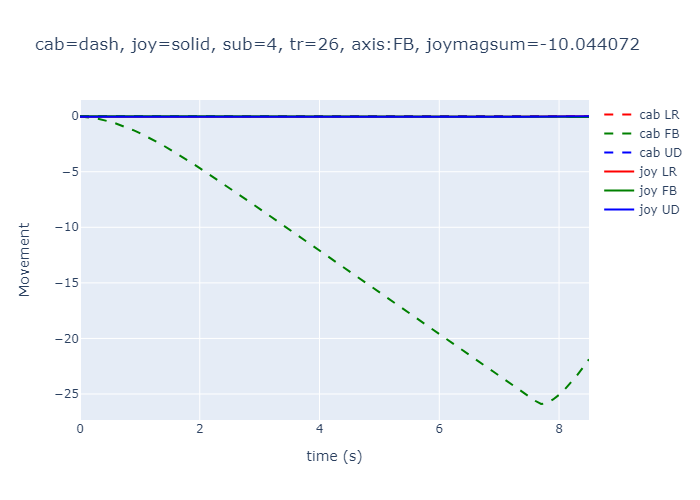 cab=dash, joy=solid, sub=4, tr=26, axis:FB, joymagsum=-10.044072
0
−5
−10
−15
−20
−25
Movement
0 2 4 6 8
time (s)
cab LR
cab FB
cab UD
joy LR
joy FB
joy UD